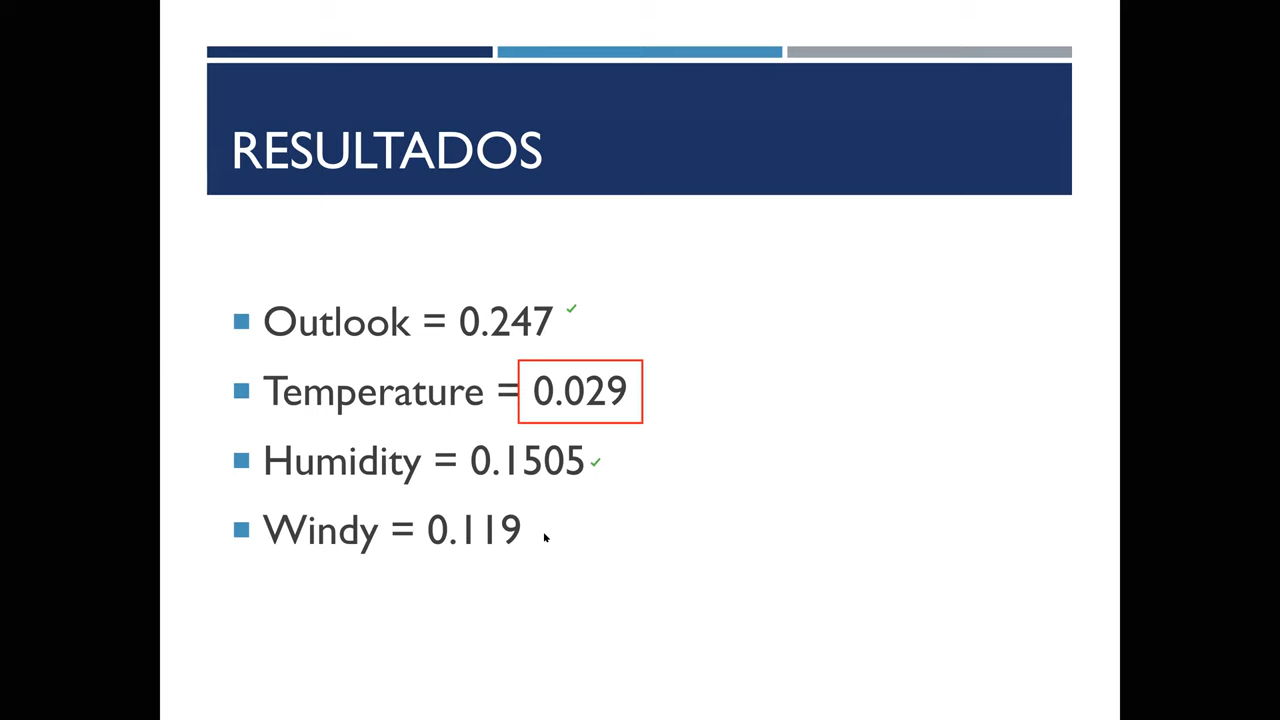 RESULTADOS
Outlook = 0.247
Temperature = 0.029
Humidity = 0.1505
Windy = 0.119